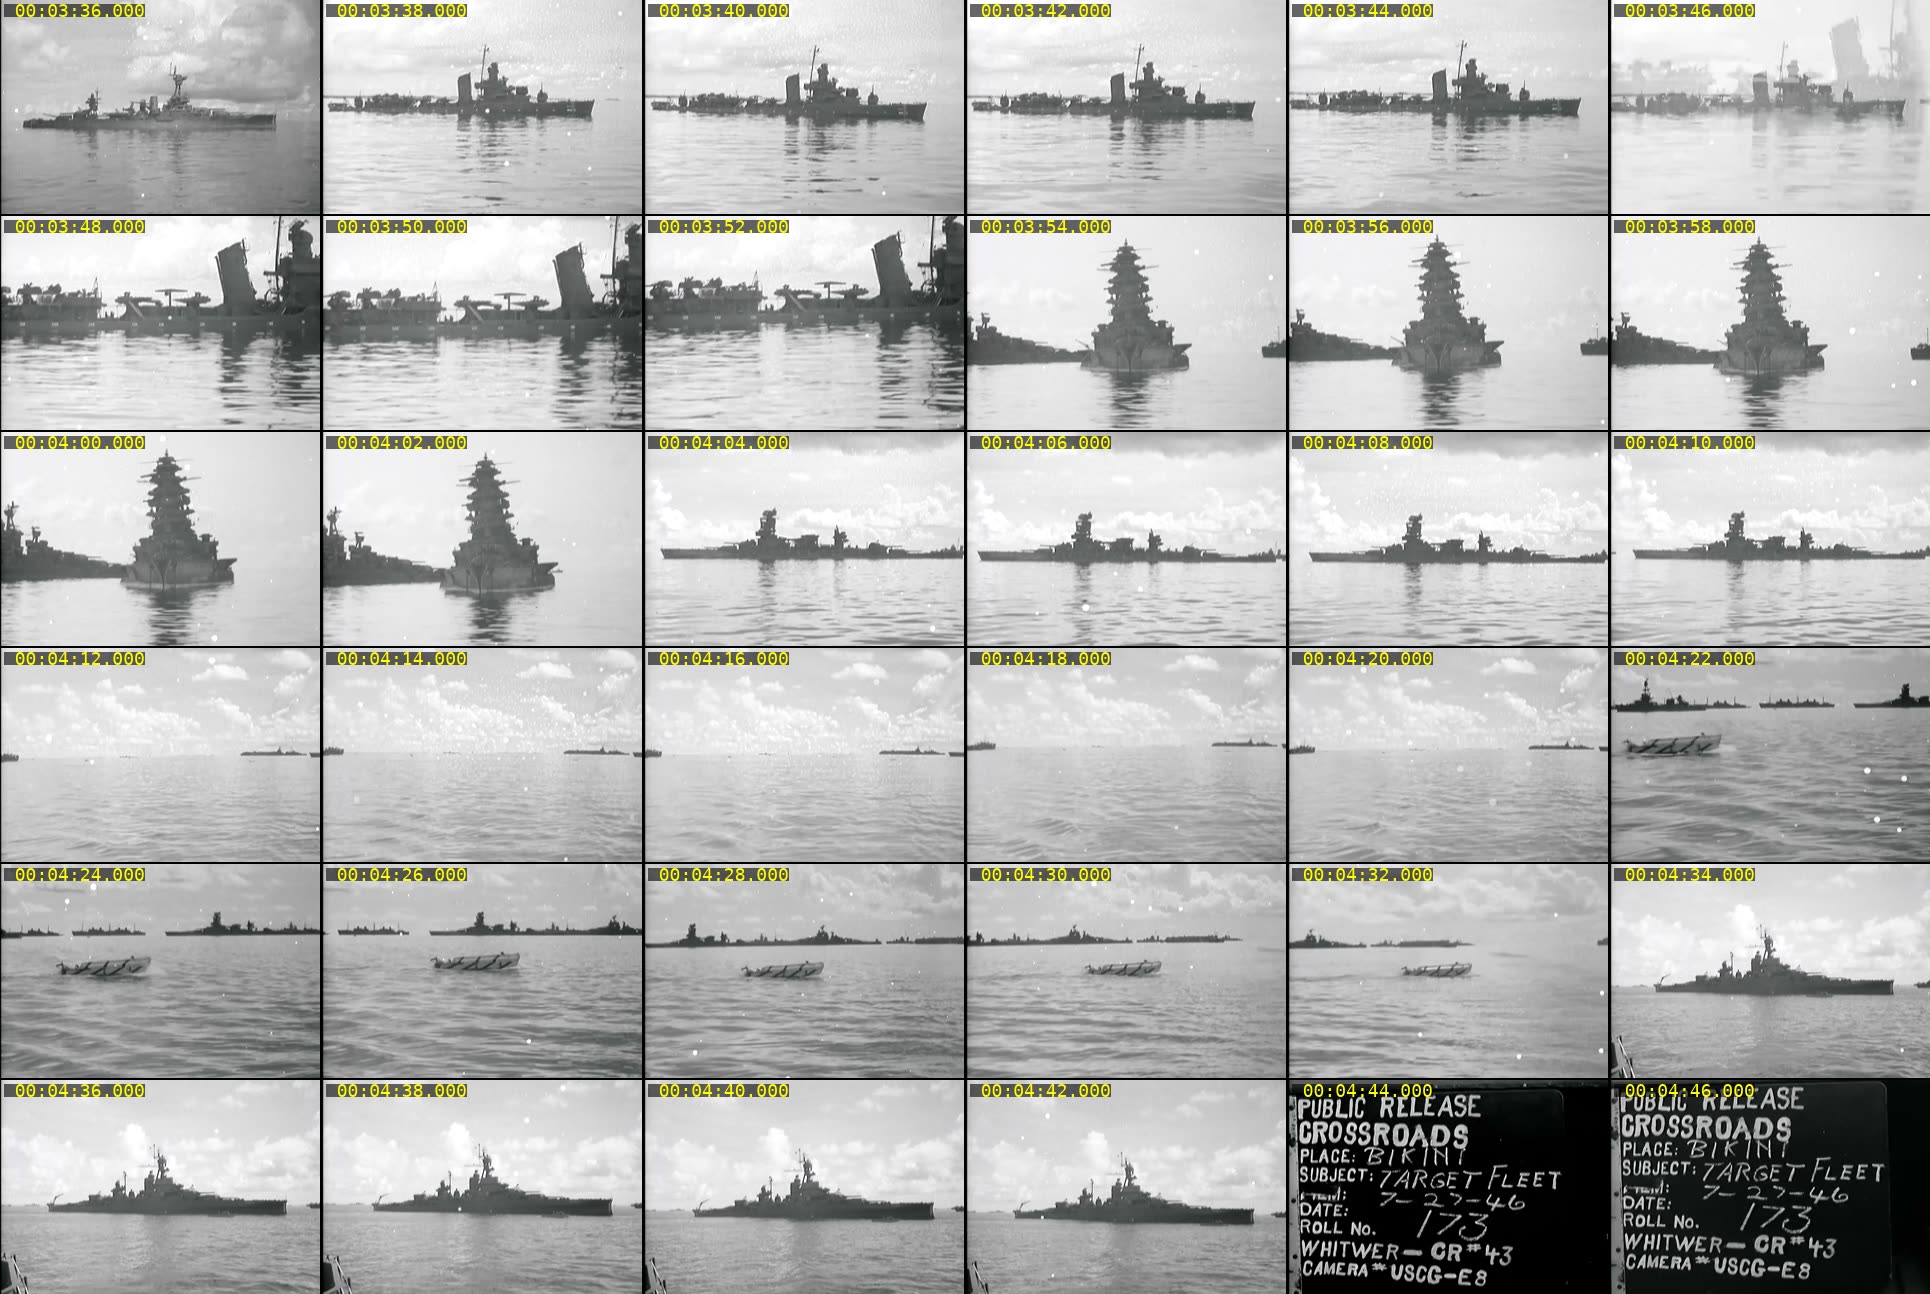 00:03:36.000 00:03:38.000 00:03:40.000 00:03:42.000 00:03:44.000 00:03:46.000
00:03:48.000 00:03:50.000 00:03:52.000 00:03:54.000 00:03:56.000 00:03:58.000
00:04:00.000 00:04:02.000 00:04:04.000 00:04:06.000 00:04:08.000 00:04:10.000
00:04:12.000 00:04:14.000 00:04:16.000 00:04:18.000 00:04:20.000 00:04:22.000
00:04:24.000 00:04:26.000 00:04:28.000 00:04:30.000 00:04:32.000 00:04:34.000
00:04:36.000 00:04:38.000 00:04:40.000 00:04:42.000 00:04:44.000 00:04:46.000
PUBLIC RELEASE
CROSSROADS
PLACE: BIKINI
SUBJECT: TARGET FLEET
7-27-46
DATE:
ROLL No. 173
WHITWER — CR#43
CAMERA # USCG-E8
PUBLIC RELEASE
CROSSROADS
PLACE: BIKINI
SUBJECT: TARGET FLEET
7-27-46
DATE:
ROLL No. 173
WHITWER — CR#43
CAMERA # USCG-E8